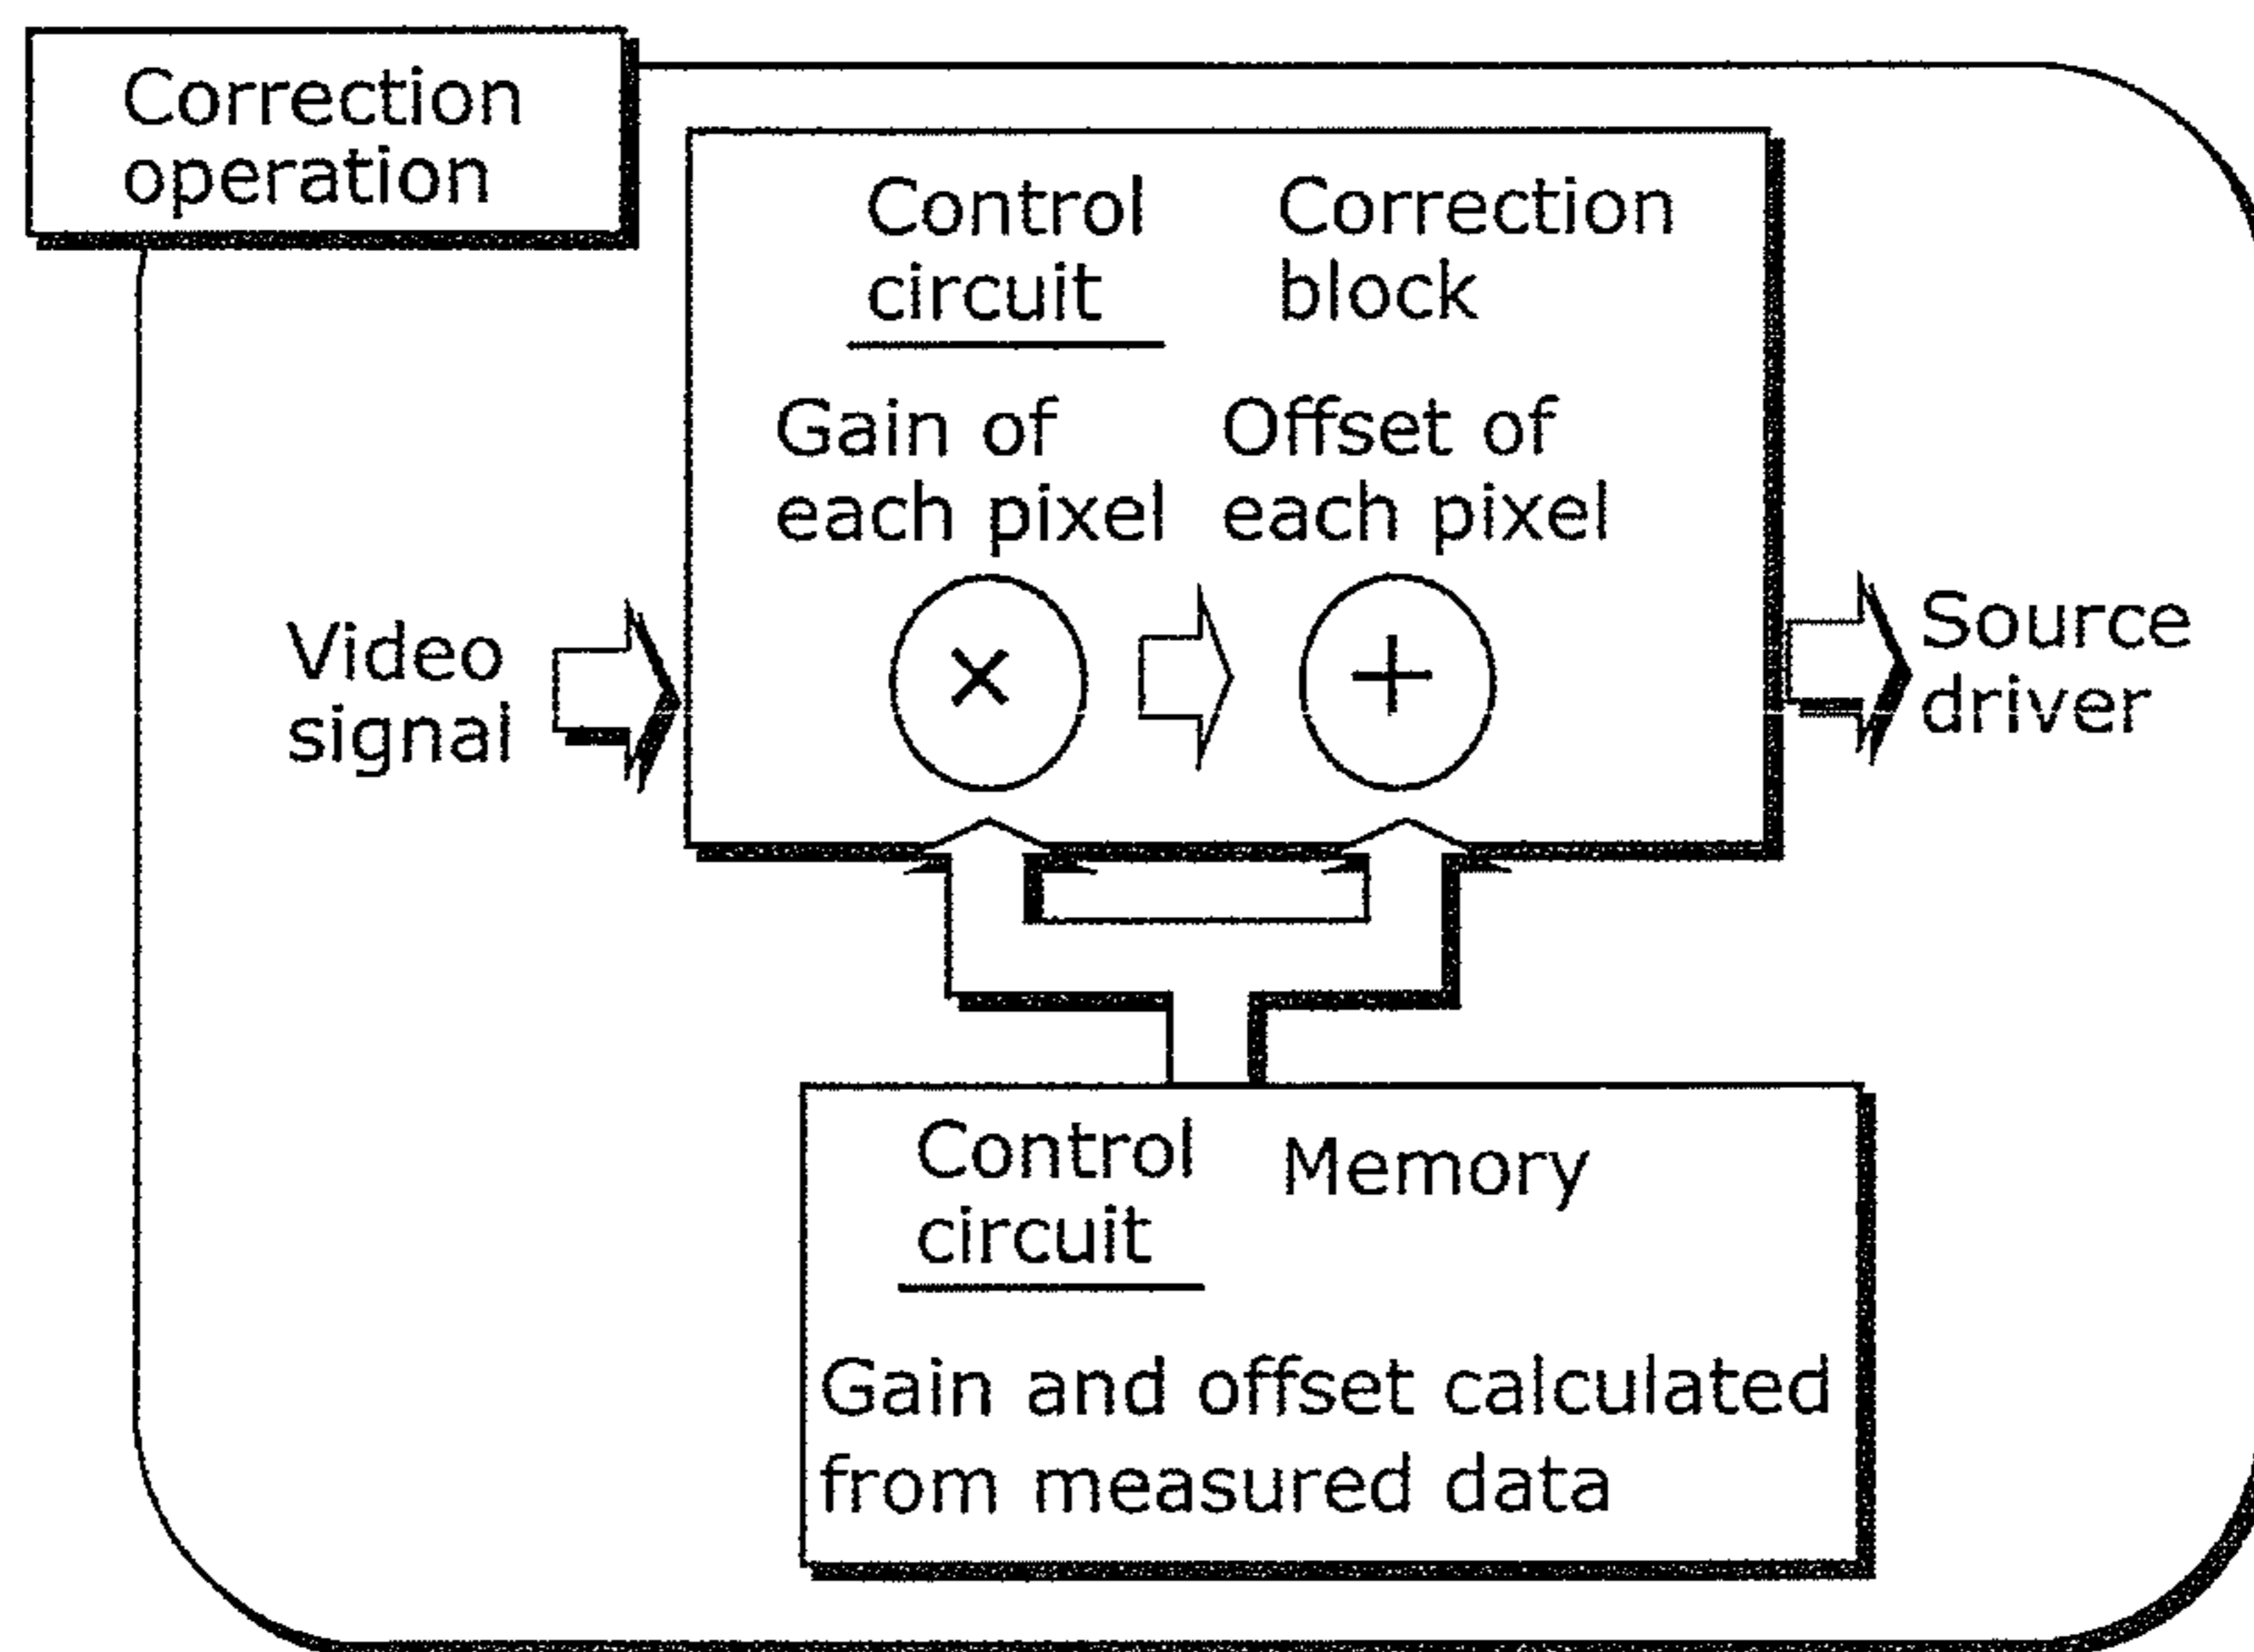 Correction
operation
Control
circuit
Correction
block
Gain of
each pixel
Offset of
each pixel
Video
signal
×
+
Source
driver
Control
circuit
Memory
Gain and offset calculated
from measured data